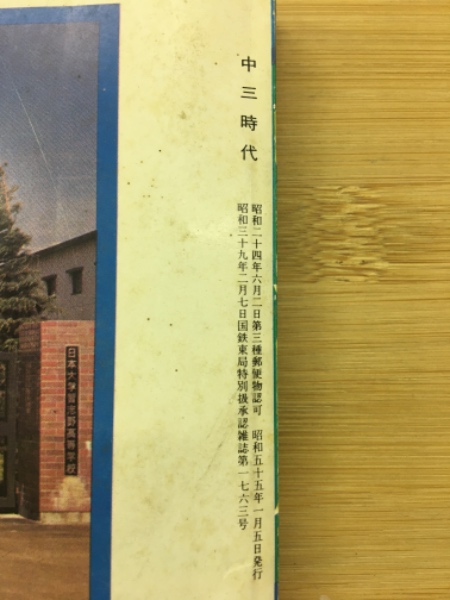 中三時代
昭和二十四年六月二日第三種郵便物認可　昭和五十五年一月五日発行
昭和三十九年二月七日国鉄東局特別扱承認雑誌第一七六三号
日本大学習志野高等学校